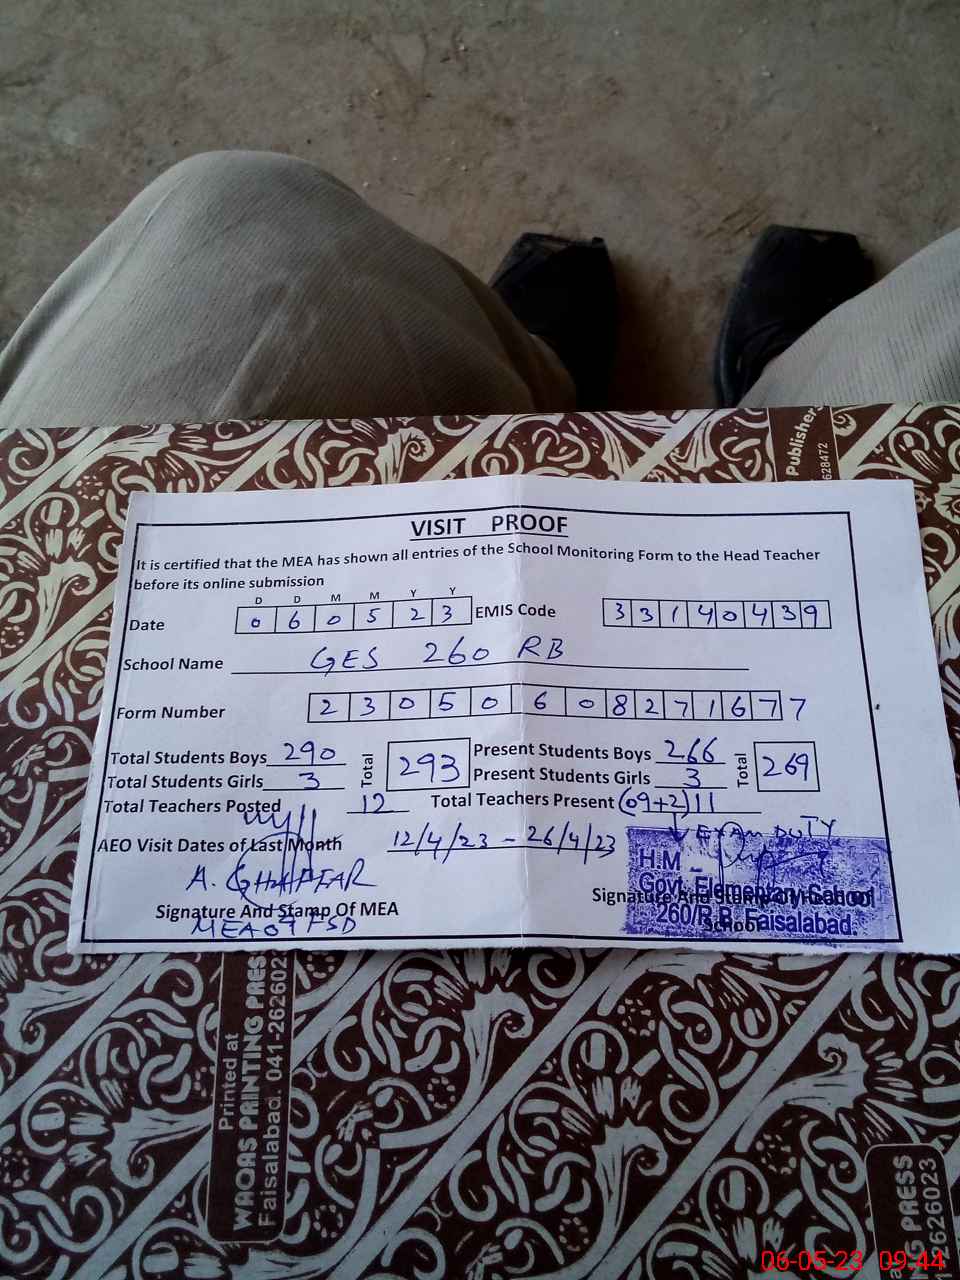 Publisher
628472
VISIT PROOF
It is certified that the MEA has shown all entries of the School Monitoring Form to the Head Teacher
before its online submission
D D M M Y Y
Date 0 6 0 5 2 3 EMIS Code 3 3 1 4 0 4 3 9
School Name GES 260 RB
Form Number 2 3 0 5 0 6 0 8 2 7 1 6 7 7
Total Students Boys 290 Total 293 Present Students Boys 266 Total 269
Total Students Girls 3 Present Students Girls 3
Total Teachers Posted 12 Total Teachers Present (09+2) 11
EXAM DUTY
AEO Visit Dates of Last Month 12/4/23 - 26/4/23
A. GHAFFAR
Signature And Stamp Of MEA
MEA 07 FSD
H.M
Govt. Elementary School
260/R.B. Faisalabad.
Signature And Stamp Of Head of
School
Printed at
WAQAS PRINTING PRESS
Faisalabad. 041-2626023
NG PRESS
1-2626023
06-05-23 09:44